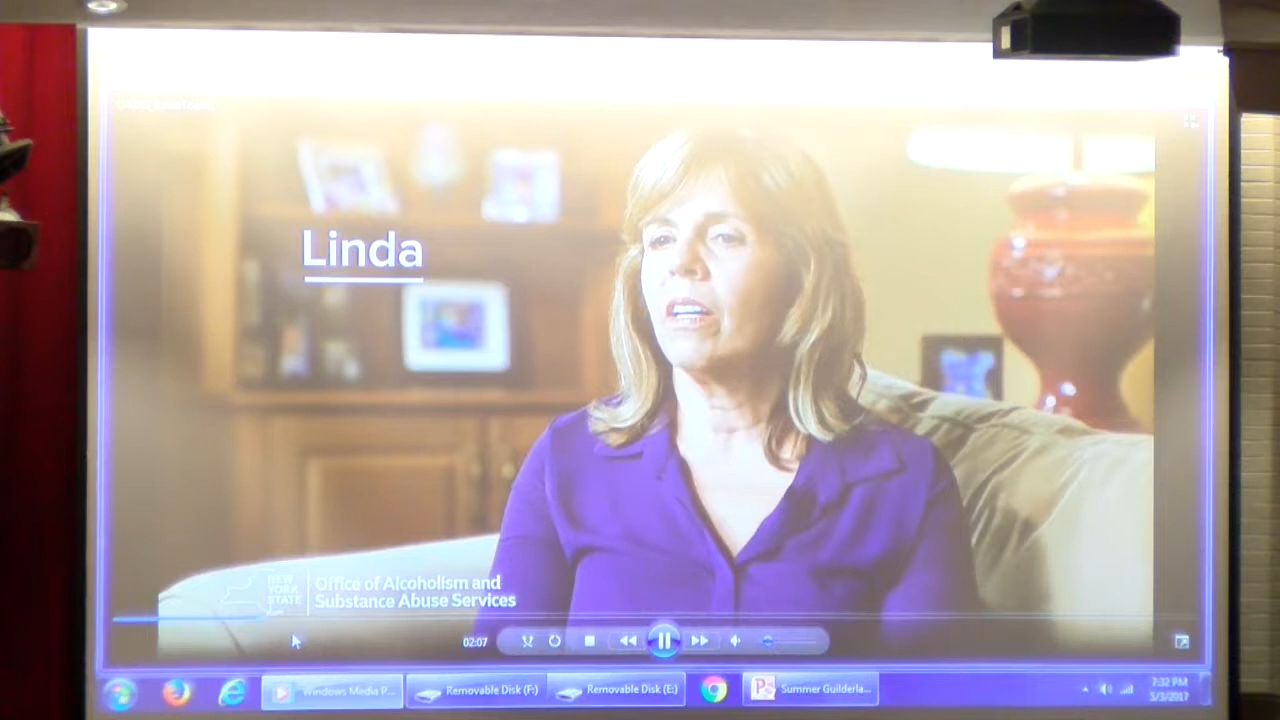 Linda
NEW
YORK
STATE
Office of Alcoholism and
Substance Abuse Services
02:07
Windows Media P...
Removable Disk (F:)
Removable Disk (E:)
Summer Guilderla...
7:32 PM
5/3/2017